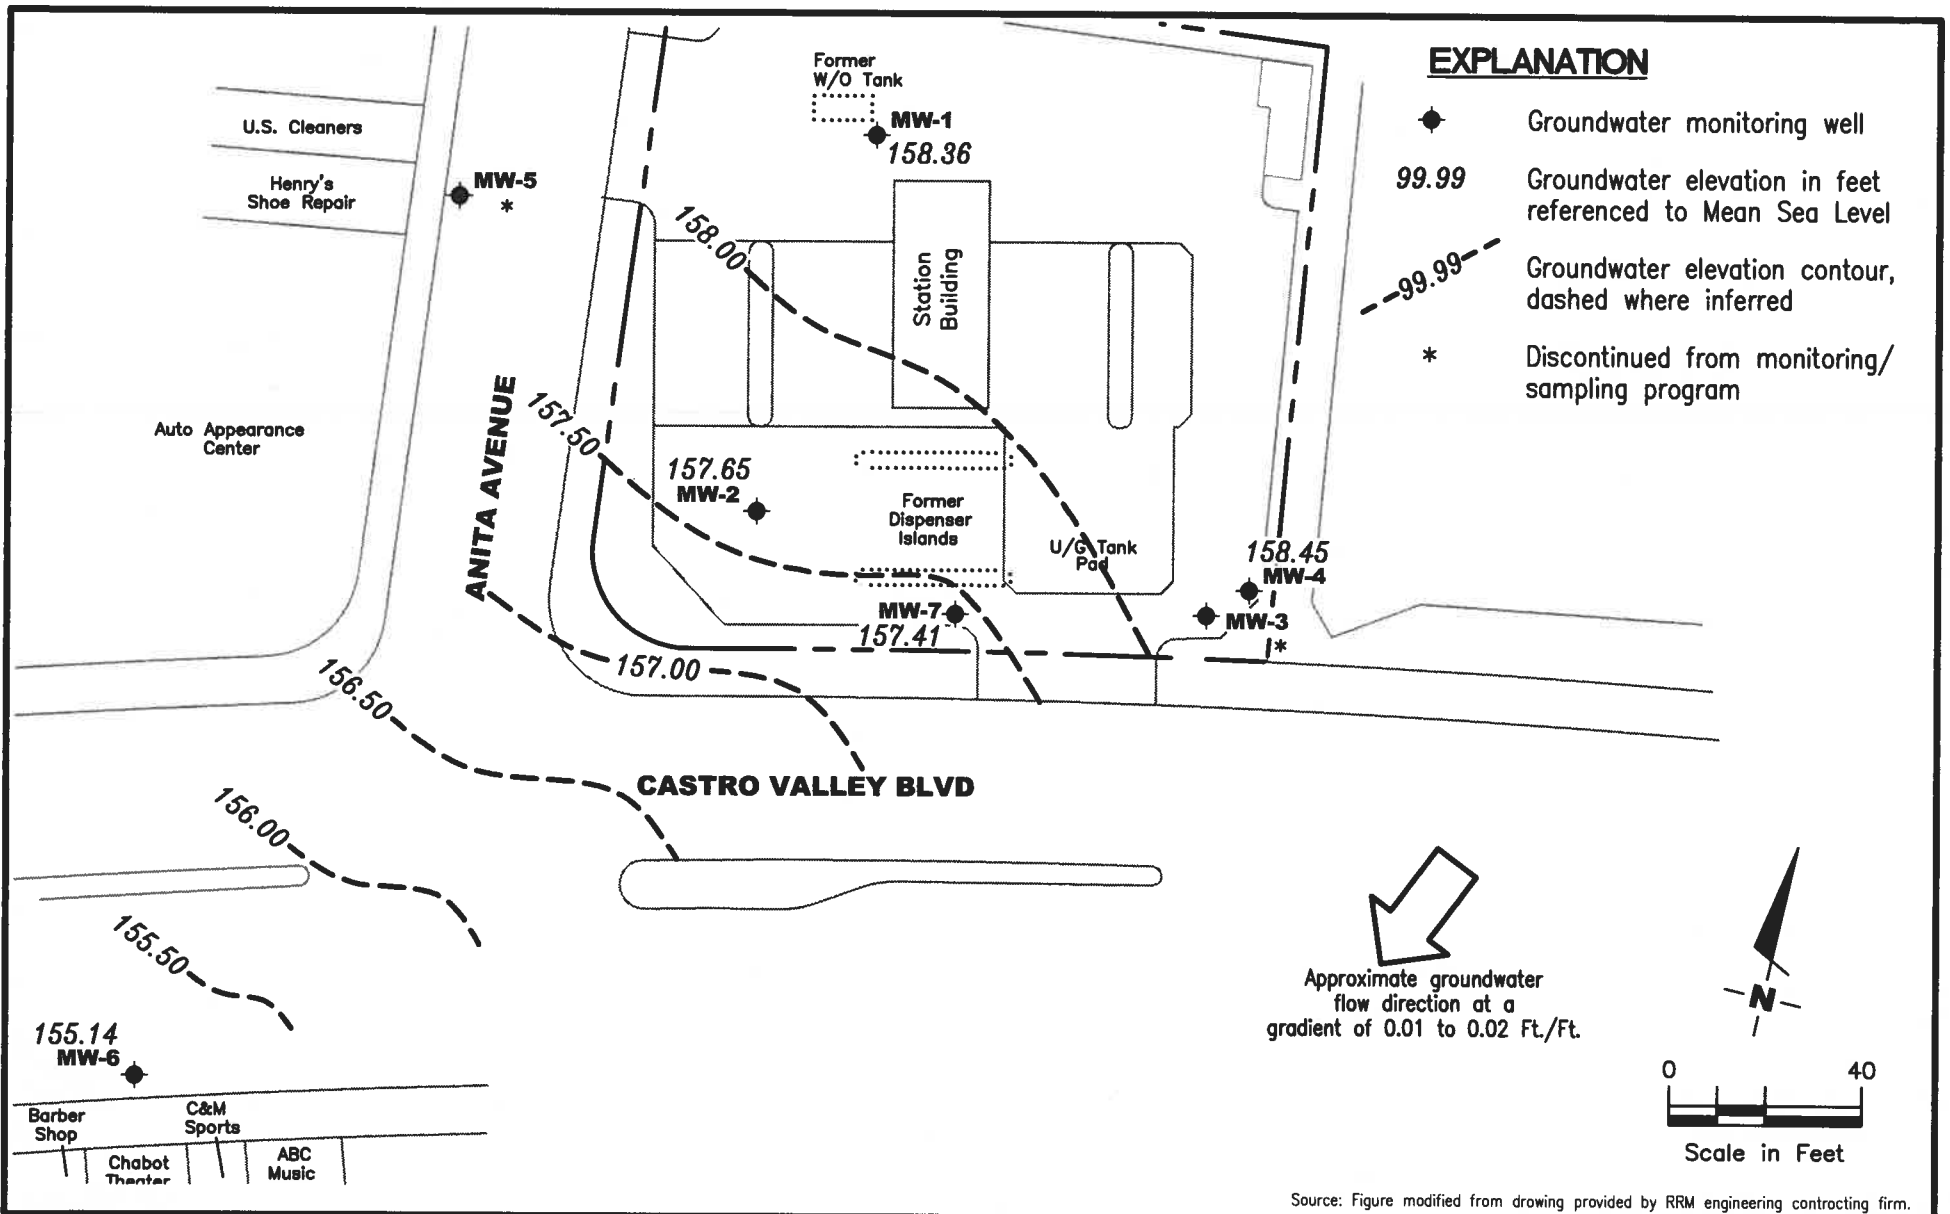 EXPLANATION
Groundwater monitoring well
99.99
Groundwater elevation in feet
referenced to Mean Sea Level
99.99
Groundwater elevation contour,
dashed where inferred
*
Discontinued from monitoring/
sampling program
Former
W/O Tank
MW-1
158.36
U.S. Cleaners
Henry's
Shoe Repair
MW-5
*
158.00
Station
Building
ANITA AVENUE
157.50
Auto Appearance
Center
157.65
MW-2
Former
Dispenser
Islands
U/G Tank
Pad
158.45
MW-4
MW-3
*
MW-7
157.41
157.00
156.50
CASTRO VALLEY BLVD
156.00
155.50
155.14
MW-6
Barber
Shop
C&M
Sports
Chabot
Theater
ABC
Music
Approximate groundwater
flow direction at a
gradient of 0.01 to 0.02 Ft./Ft.
N
0 40
Scale in Feet
Source: Figure modified from drowing provided by RRM engineering controcting firm.